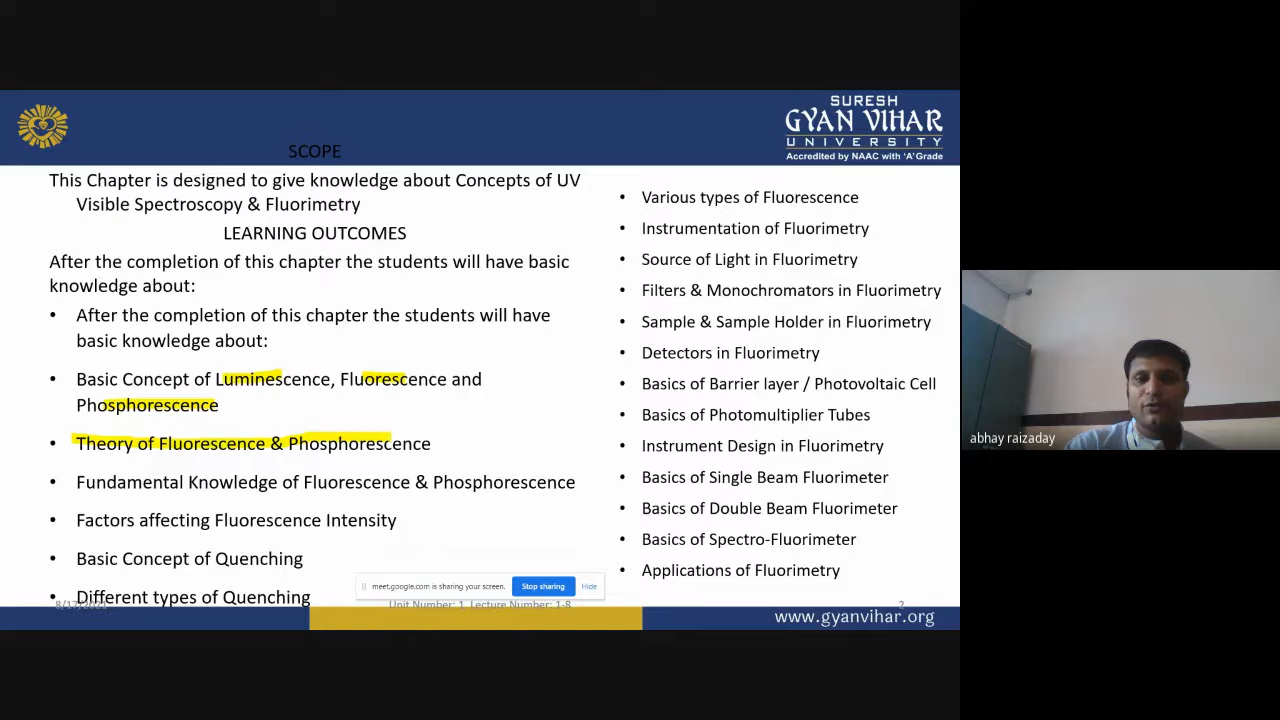 SURESH
GYAN VIHAR
UNIVERSITY
Accredited by NAAC with 'A' Grade
SCOPE
This Chapter is designed to give knowledge about Concepts of UV
Visible Spectroscopy & Fluorimetry
LEARNING OUTCOMES
After the completion of this chapter the students will have basic
knowledge about:
• After the completion of this chapter the students will have
basic knowledge about:
• Basic Concept of Luminescence, Fluorescence and
Phosphorescence
• Theory of Fluorescence & Phosphorescence
• Fundamental Knowledge of Fluorescence & Phosphorescence
• Factors affecting Fluorescence Intensity
• Basic Concept of Quenching
• Different types of Quenching
• Various types of Fluorescence
• Instrumentation of Fluorimetry
• Source of Light in Fluorimetry
• Filters & Monochromators in Fluorimetry
• Sample & Sample Holder in Fluorimetry
• Detectors in Fluorimetry
• Basics of Barrier layer / Photovoltaic Cell
• Basics of Photomultiplier Tubes
• Instrument Design in Fluorimetry
• Basics of Single Beam Fluorimeter
• Basics of Double Beam Fluorimeter
• Basics of Spectro-Fluorimeter
• Applications of Fluorimetry
meet.google.com is sharing your screen. Stop sharing Hide
Unit Number: 1, Lecture Number: 1-8
2
www.gyanvihar.org
abhay raizaday